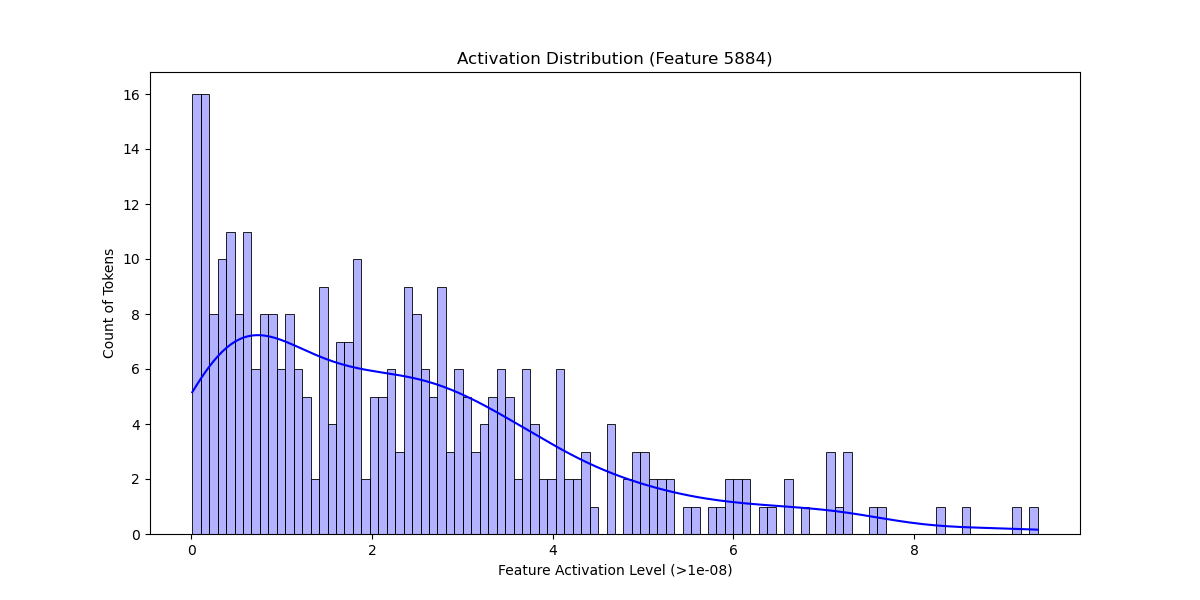 Activation Distribution (Feature 5884)
16
14
12
10
8
6
4
2
0
Count of Tokens
0 2 4 6 8
Feature Activation Level (>1e-08)